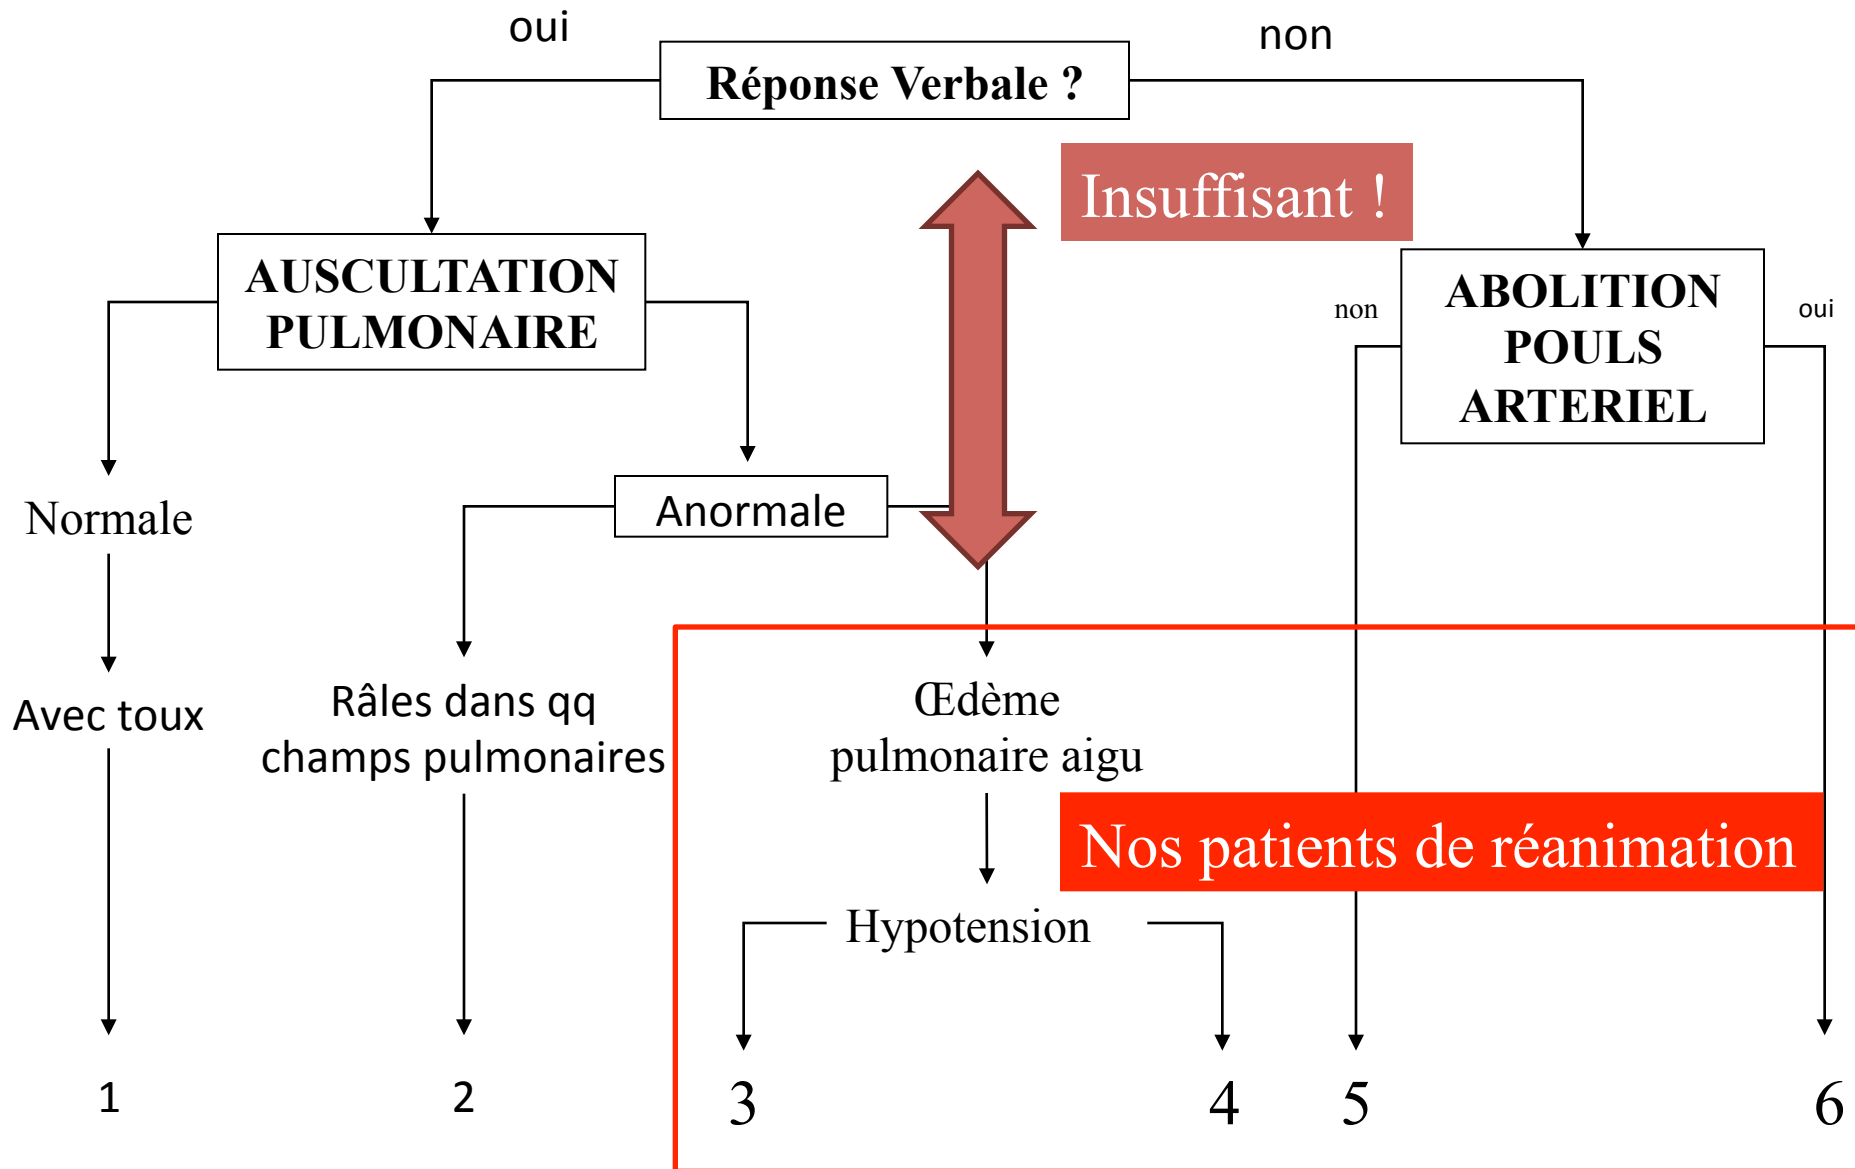 oui
non
Réponse Verbale ?
Insuffisant !
AUSCULTATION
PULMONAIRE
non
ABOLITION
POULS
ARTERIEL
oui
Normale
Anormale
Avec toux
Râles dans qq
champs pulmonaires
Œdème
pulmonaire aigu
Nos patients de réanimation
Hypotension
1
2
3
4
5
6